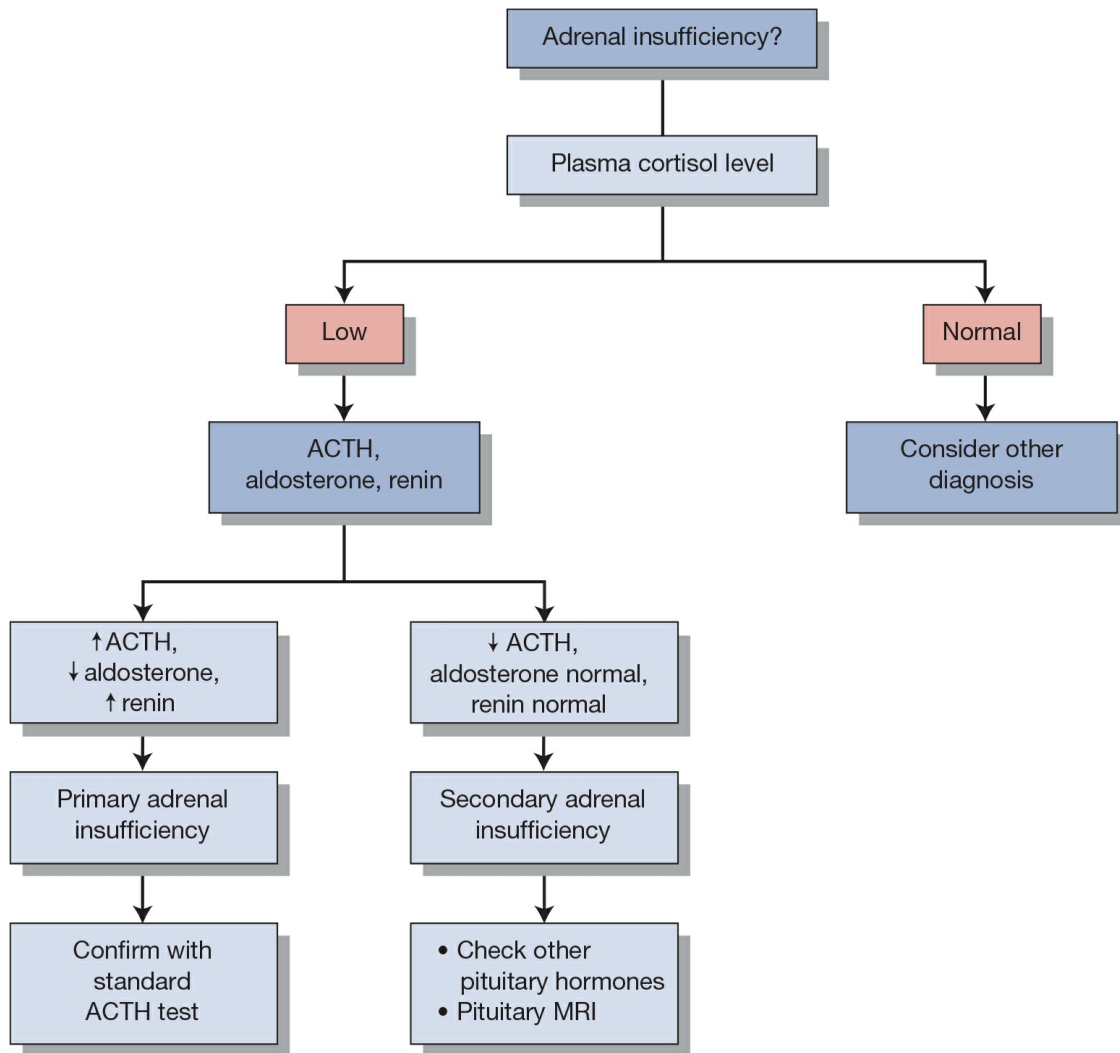 Adrenal insufficiency?
Plasma cortisol level
Low
Normal
ACTH,
aldosterone, renin
Consider other
diagnosis
↑ ACTH,
↓ aldosterone,
↑ renin
↓ ACTH,
aldosterone normal,
renin normal
Primary adrenal
insufficiency
Secondary adrenal
insufficiency
Confirm with
standard
ACTH test
• Check other
pituitary hormones
• Pituitary MRI